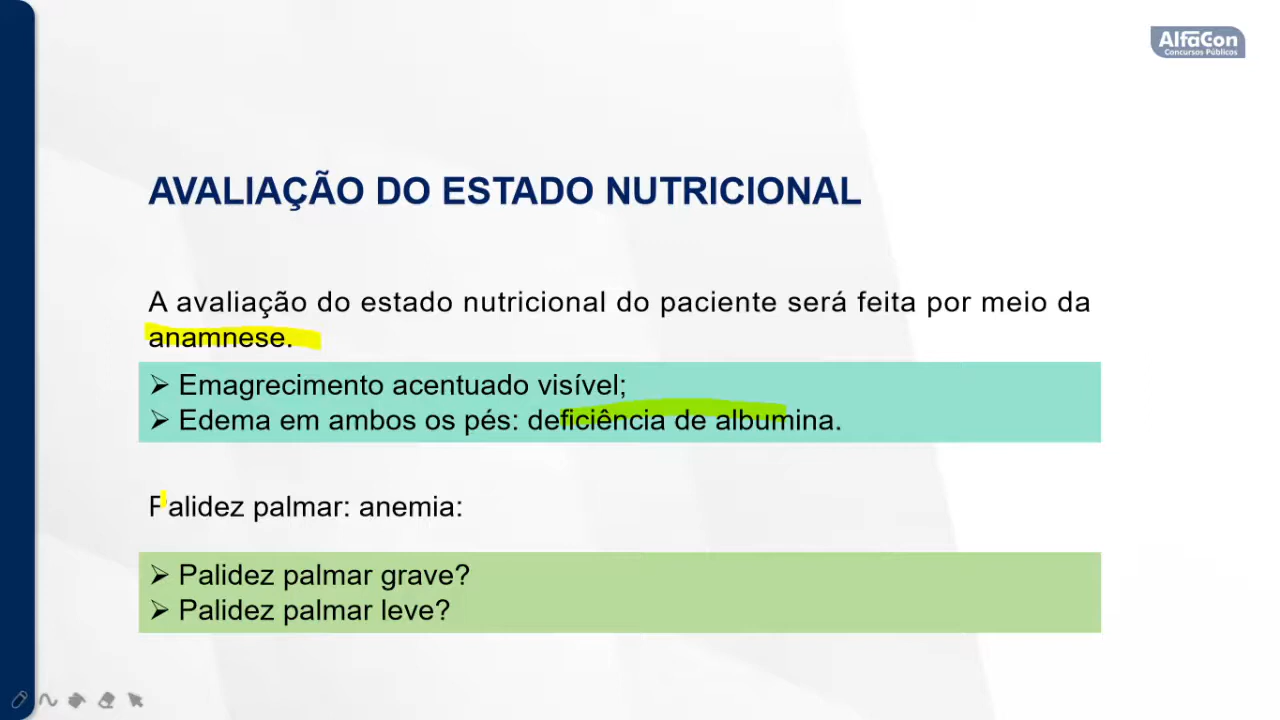 AlfaCon
Concursos Públicos
AVALIAÇÃO DO ESTADO NUTRICIONAL
A avaliação do estado nutricional do paciente será feita por meio da
anamnese.
➢ Emagrecimento acentuado visível;
➢ Edema em ambos os pés: deficiência de albumina.
Palidez palmar: anemia:
➢ Palidez palmar grave?
➢ Palidez palmar leve?